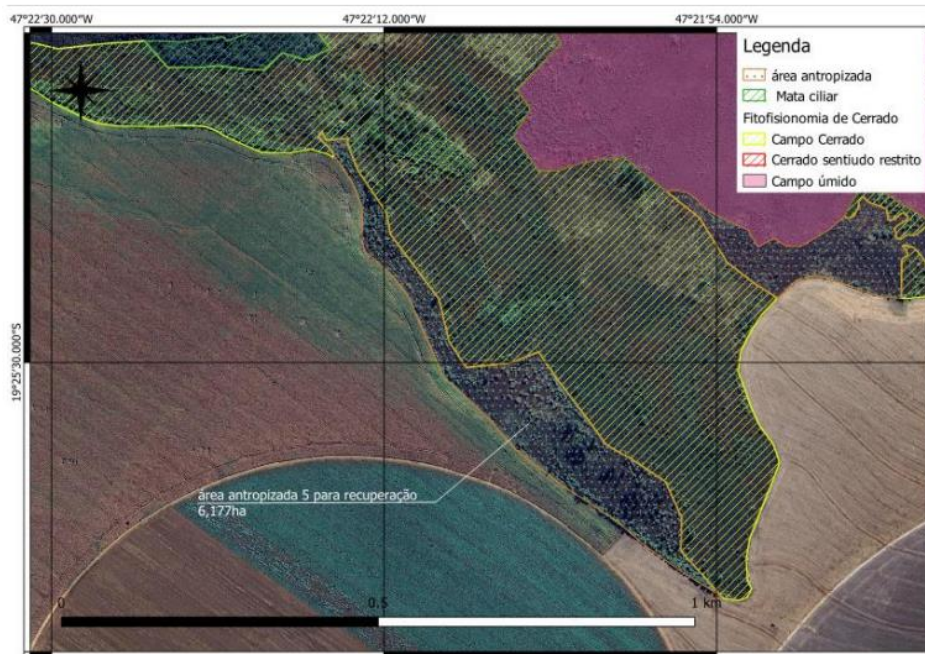 47°22'30.000"W
47°22'12.000"W
47°21'54.000"W
Legenda
área antropizada
Mata ciliar
Fitofisionomia de Cerrado
Campo Cerrado
Cerrado sentiudo restrito
Campo úmido
19°25'30.000"S
área antropizada 5 para recuperação
6,177ha
0
0.5
1 km